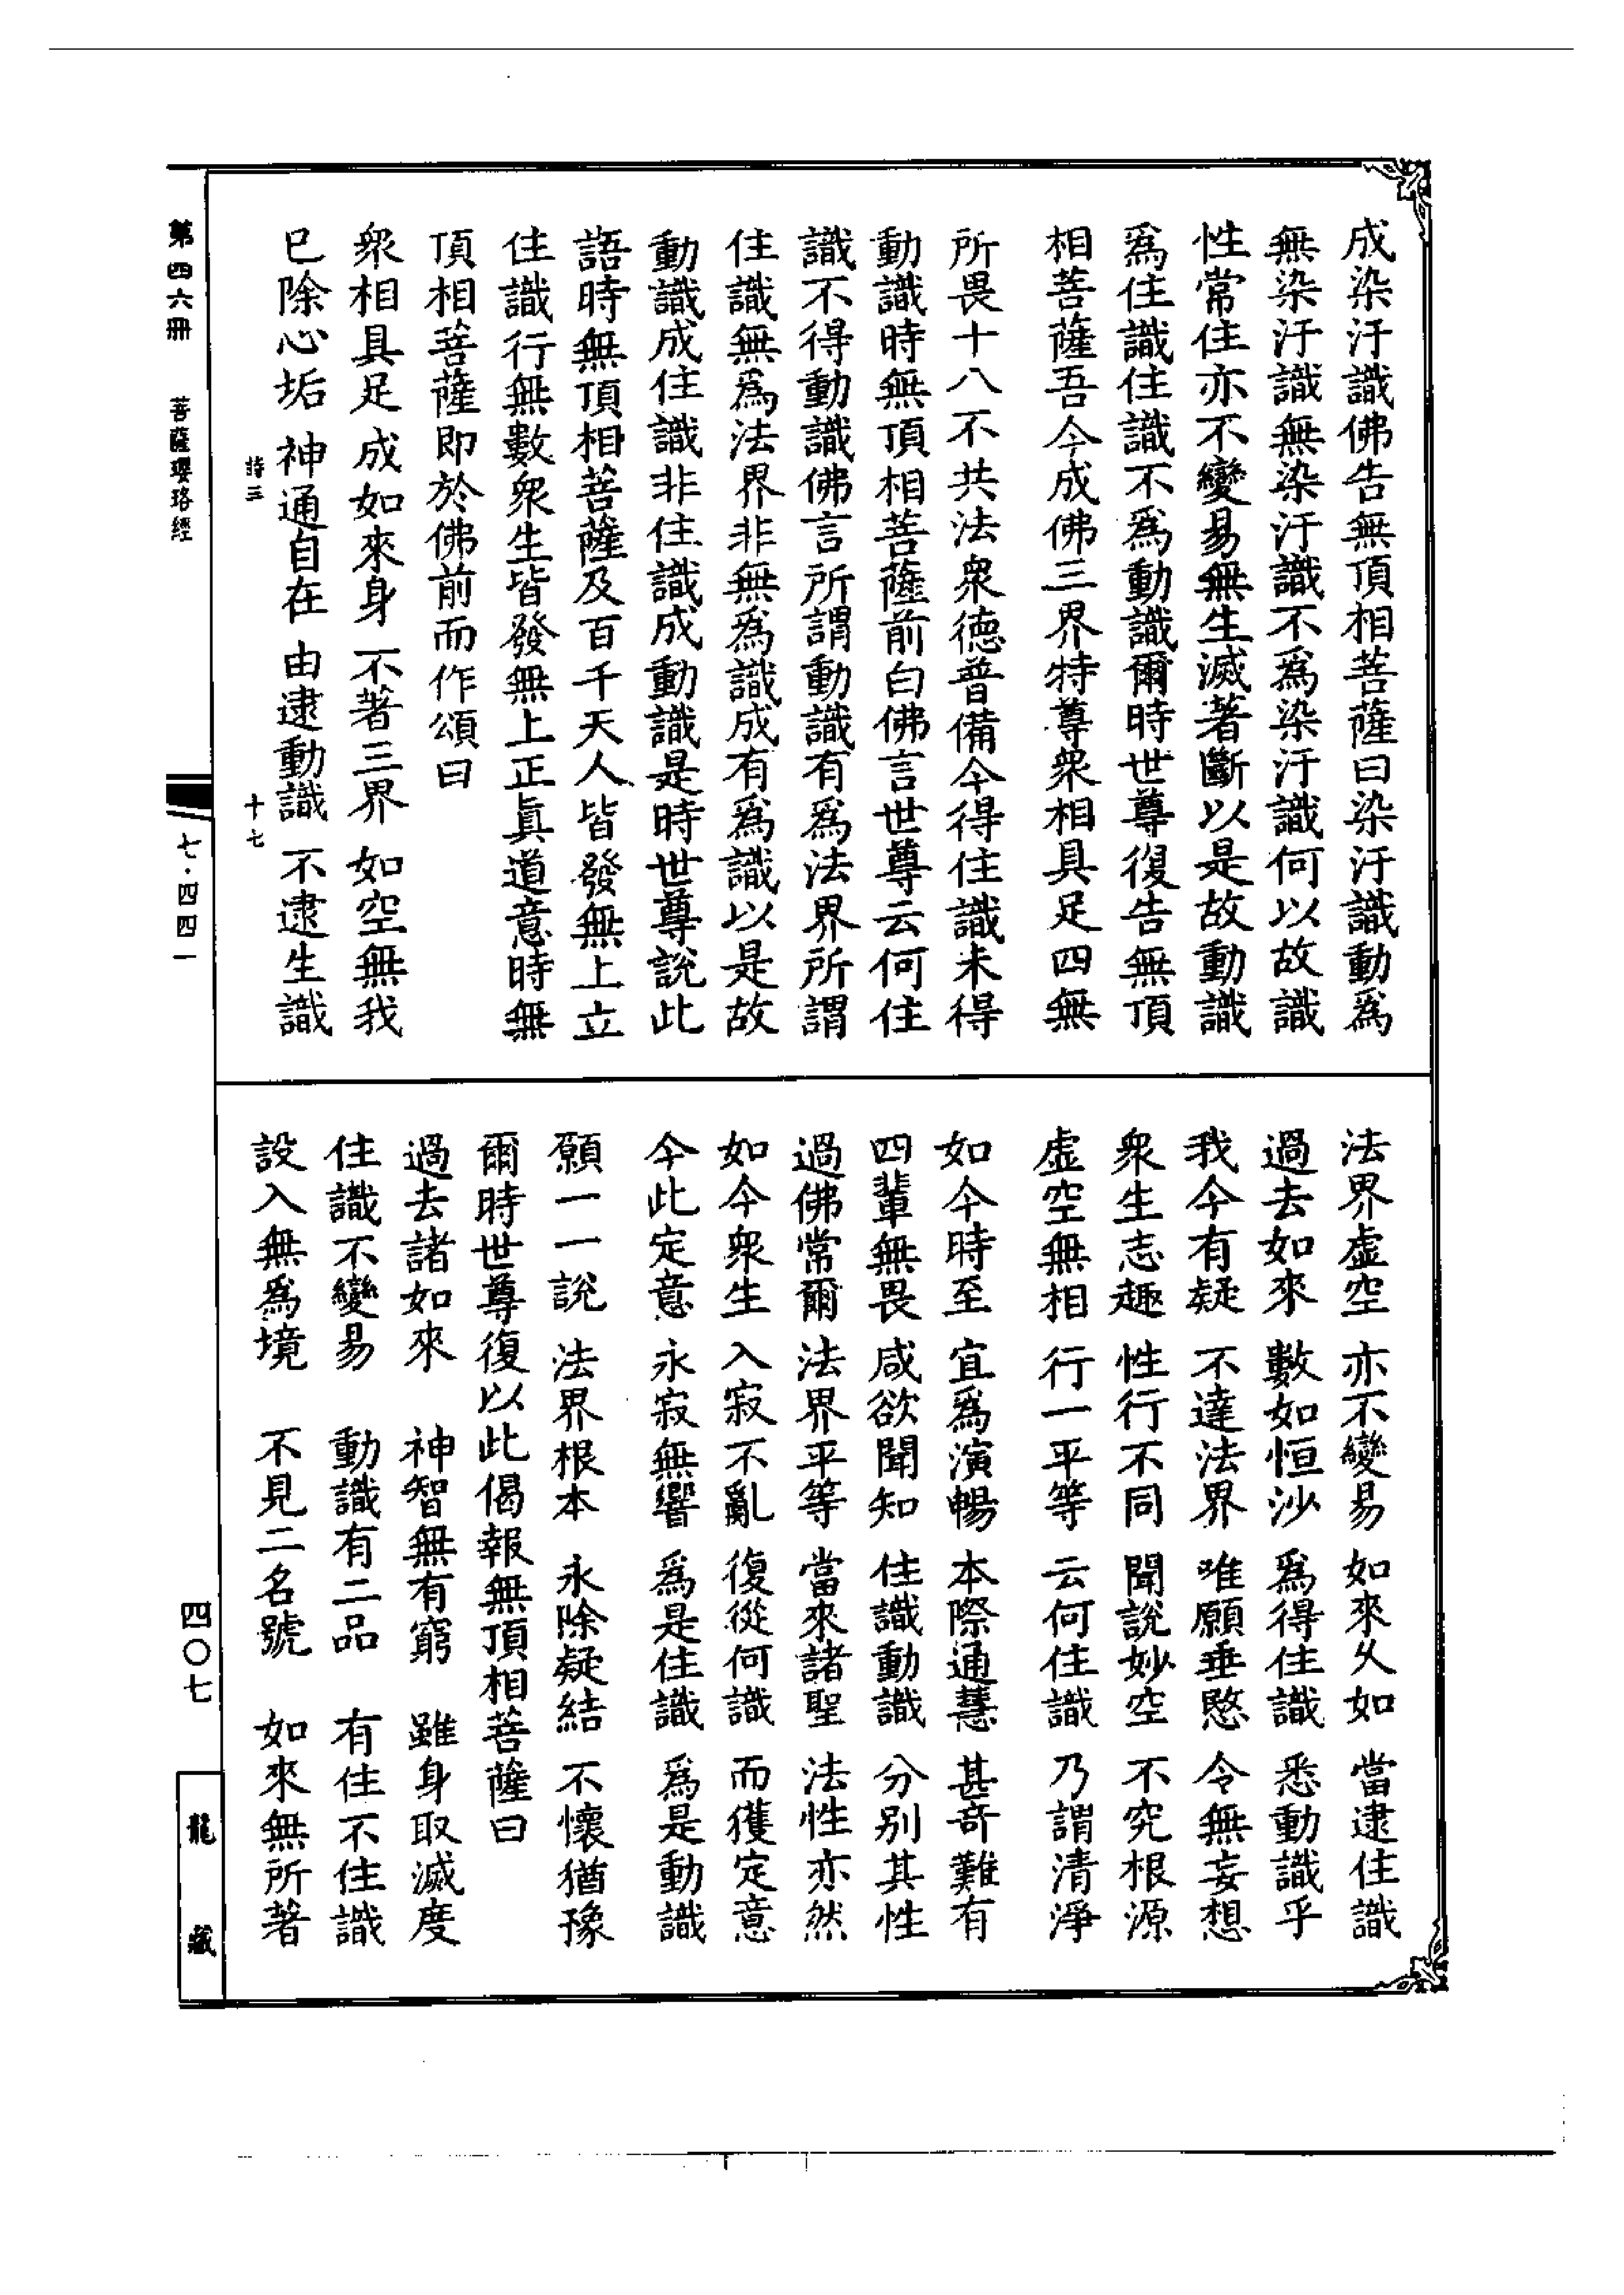 成染汙識佛告無頂相菩薩曰染汙識動爲
無染汙識無染汙識不爲染汙識何以故識
性常住亦不變易無生滅著斷以是故動識
爲住識住識不爲動識爾時世尊復告無頂
相菩薩吾今成佛三界特尊衆相具足四無
所畏十八不共法衆德普備今得住識未得
動識時無頂相菩薩前白佛言世尊云何住
識不得動識佛言所謂動識有爲法界所謂
住識無爲法界非無爲識成有爲識以是故
動識成住識非住識成動識是時世尊說此
語時無頂相菩薩及百千天人皆發無上立
住識行無數衆生皆發無上正真道意時無
頂相菩薩即於佛前而作頌曰
衆相具足 成如來身 不著三界 如空無我
已除心垢 神通自在 由逮動識 不逮生識
詩三 十七
法界虛空 亦不變易 如來久如 當逮住識
過去如來 數如恒沙 爲得住識 悉動識乎
我今有疑 不達法界 唯願垂愍 令無妄想
衆生志趣 性行不同 聞說妙空 不究根源
虛空無相 行一平等 云何住識 乃謂清淨
如今時至 宜爲演暢 本際通慧 甚奇難有
四輩無畏 咸欲聞知 住識動識 分別其性
過佛常爾 法界平等 當來諸聖 法性亦然
如今衆生 入寂不亂 復從何識 而獲定意
今此定意 永寂無響 爲是住識 爲是動識
願一一說 法界根本 永除疑結 不懷猶豫
爾時世尊復以此偈報無頂相菩薩曰
過去諸如來 神智無有窮 雖身取滅度
住識不變易 動識有二品 有住不住識
設入無爲境 不見二名號 如來無所著
第四六冊 菩薩瓔珞經 七·四四一 四〇七 龍藏